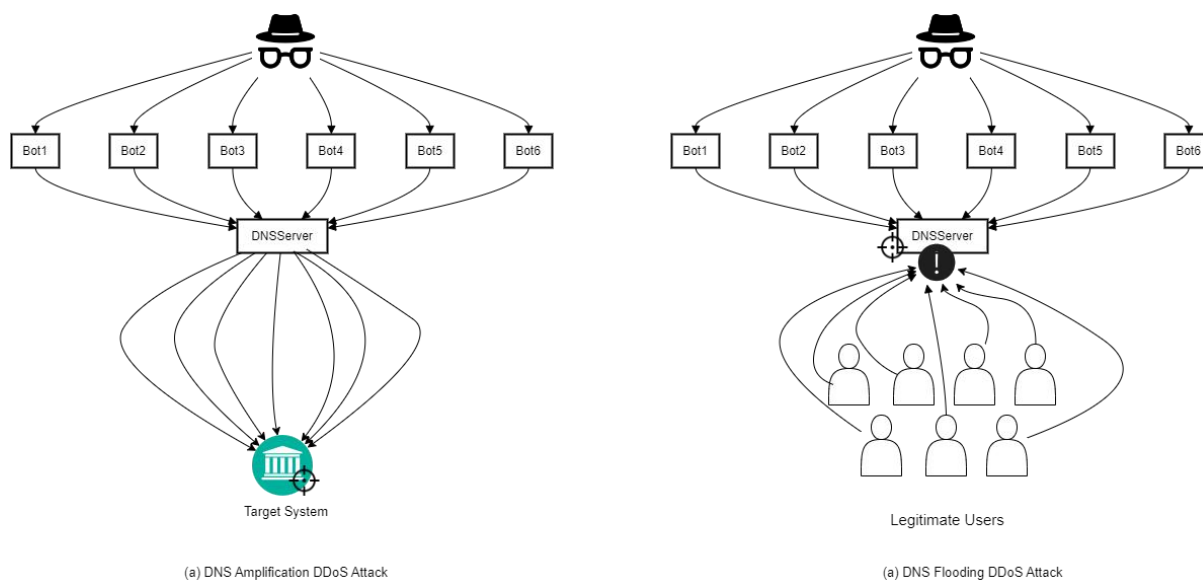 Bot1
Bot2
Bot3
Bot4
Bot5
Bot6
DNSServer
Target System
(a) DNS Amplification DDoS Attack
Bot1
Bot2
Bot3
Bot4
Bot5
Bot6
DNSServer
!
Legitimate Users
(a) DNS Flooding DDoS Attack